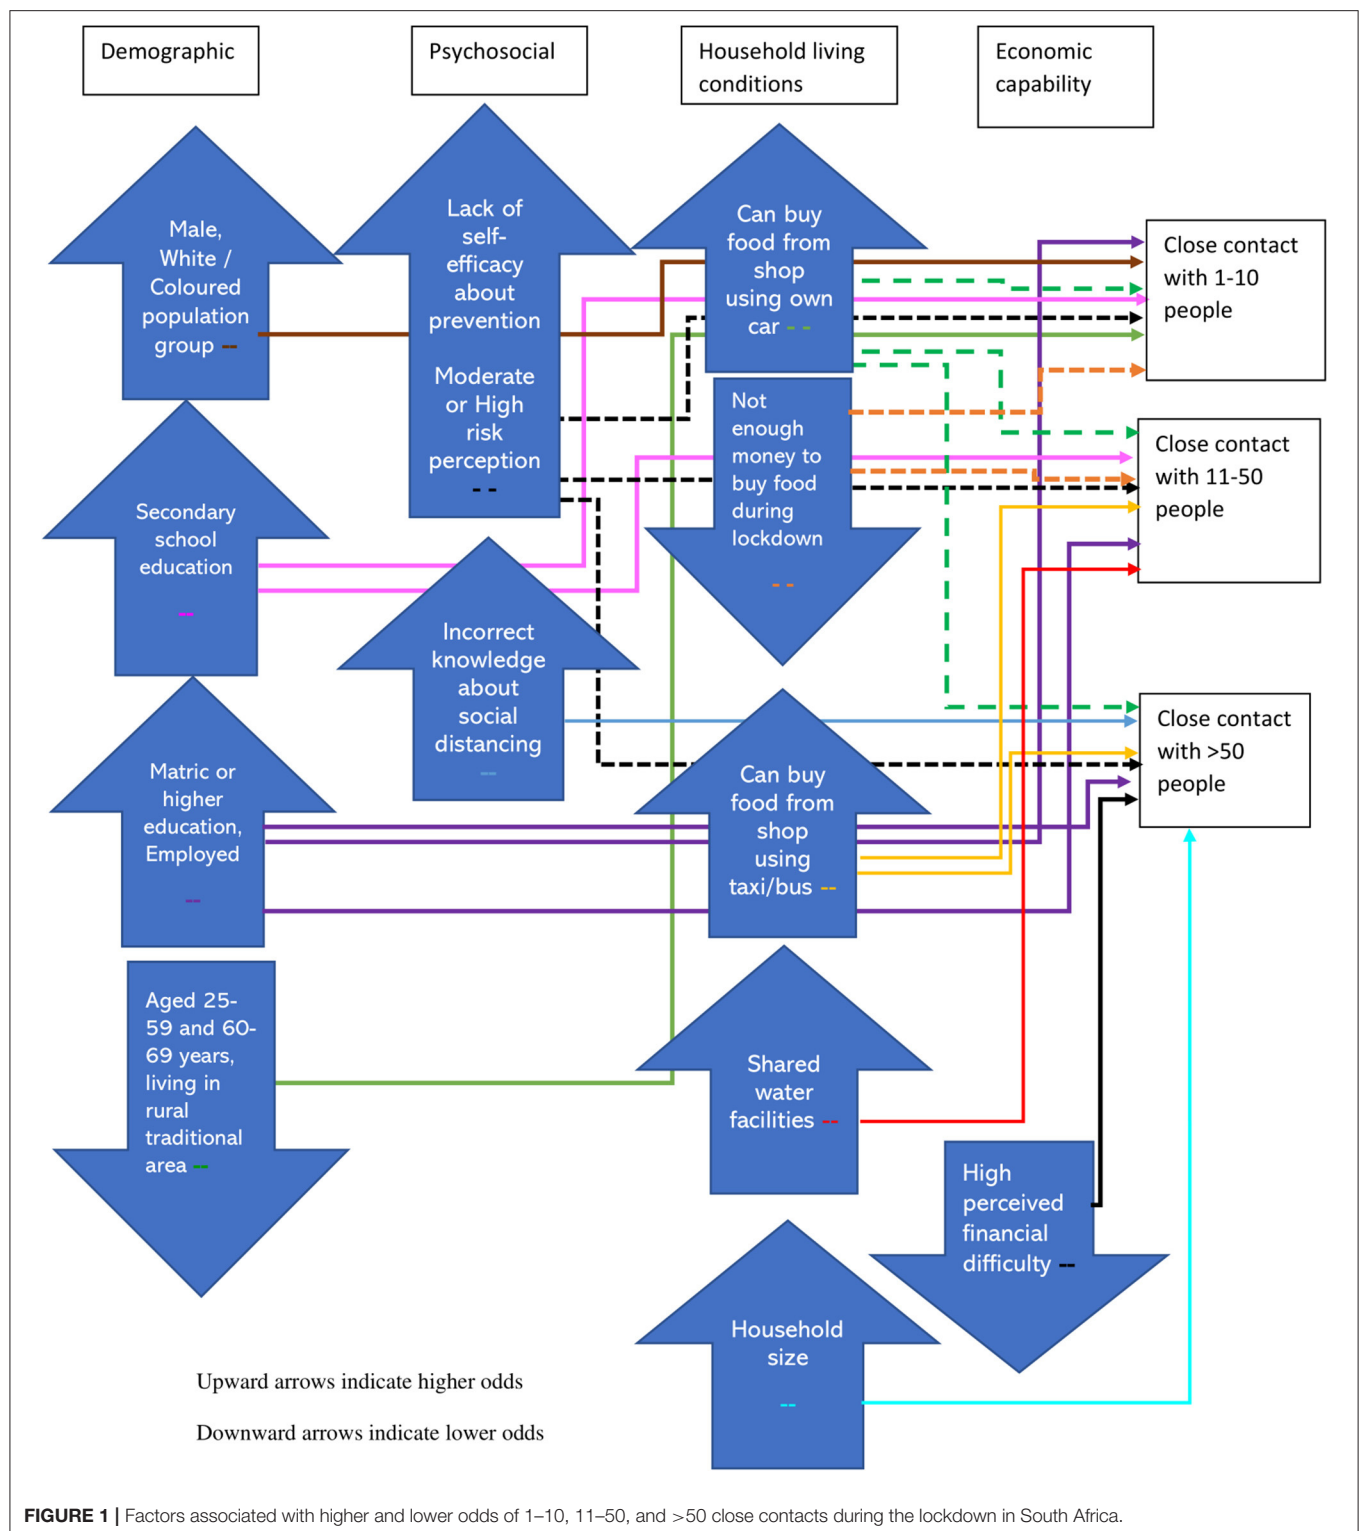 Demographic
Psychosocial
Household living
conditions
Economic
capability
Male,
White /
Coloured
population
group --
Secondary
school
education
--
Matric or
higher
education,
Employed
--
Aged 25-
59 and 60-
69 years,
living in
rural
traditional
area --
Lack of
self-
efficacy
about
prevention
Moderate
or High
risk
perception
- -
Incorrect
knowledge
about
social
distancing
--
Can buy
food from
shop
using own
car - -
Not
enough
money to
buy food
during
lockdown
- -
Can buy
food from
shop
using
taxi/bus --
Shared
water
facilities --
Household
size
--
High
perceived
financial
difficulty --
Close contact
with 1-10
people
Close contact
with 11-50
people
Close contact
with >50
people
Upward arrows indicate higher odds
Downward arrows indicate lower odds
FIGURE 1 | Factors associated with higher and lower odds of 1–10, 11–50, and >50 close contacts during the lockdown in South Africa.